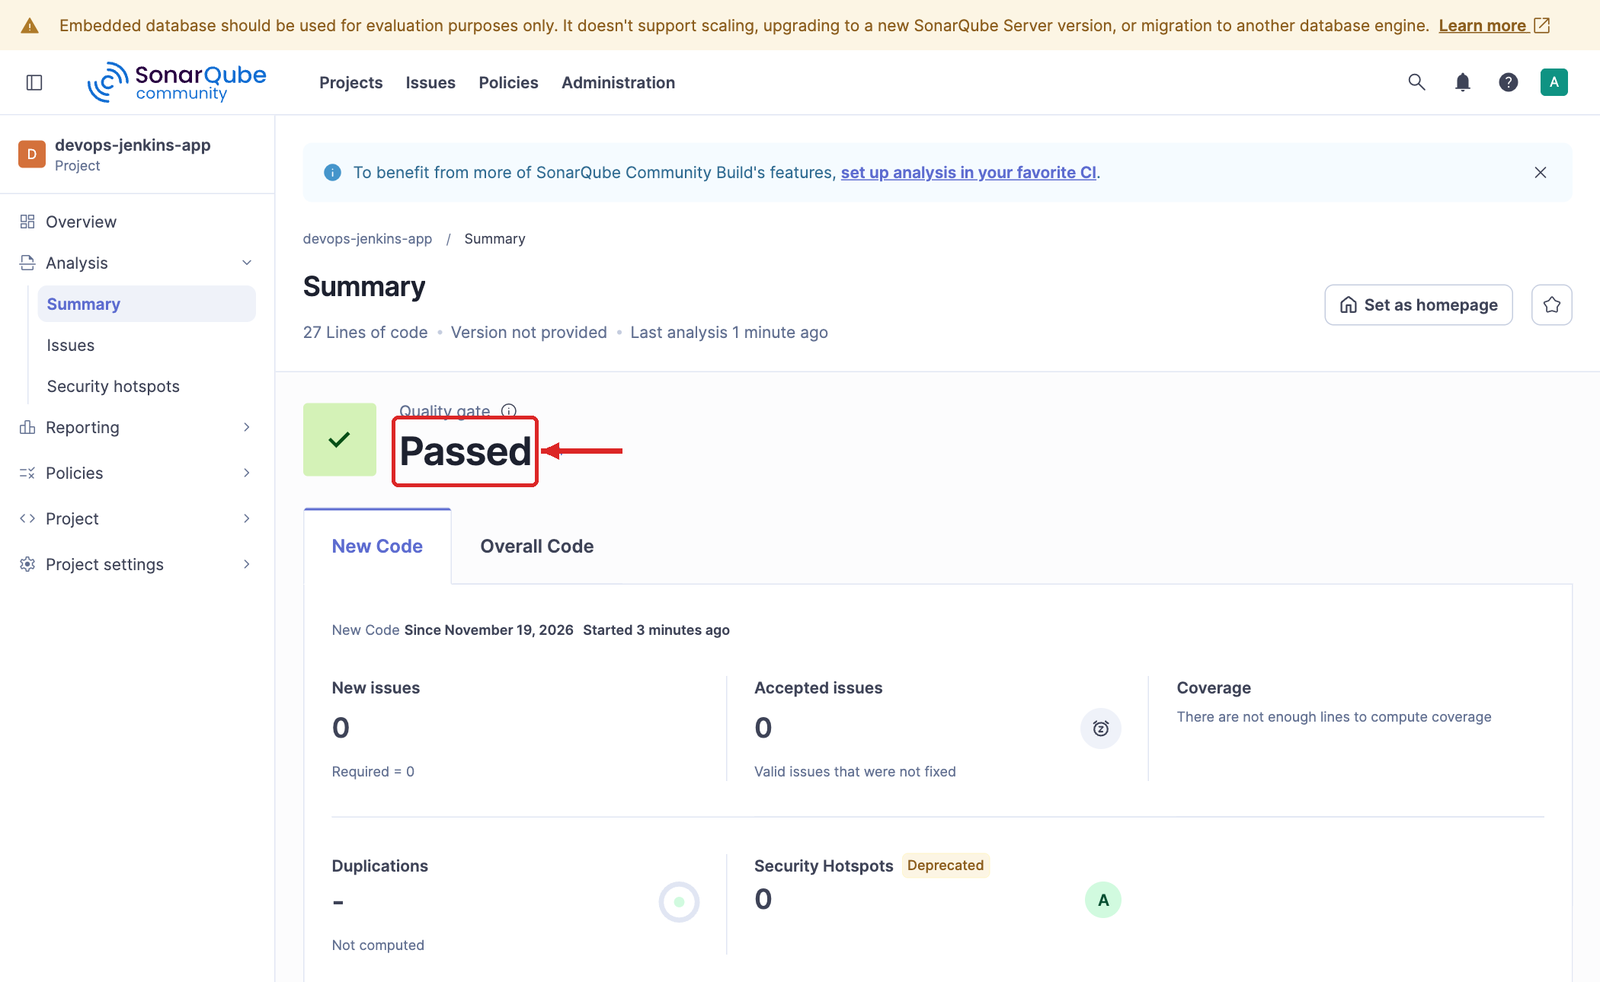 Embedded database should be used for evaluation purposes only. It doesn't support scaling, upgrading to a new SonarQube Server version, or migration to another database engine. Learn more
SonarQube community
Projects Issues Policies Administration
A
D
devops-jenkins-app
Project
Overview
Analysis
Summary
Issues
Security hotspots
Reporting
Policies
Project
Project settings
To benefit from more of SonarQube Community Build's features, set up analysis in your favorite CI.
devops-jenkins-app / Summary
Summary
Set as homepage
27 Lines of code • Version not provided • Last analysis 1 minute ago
Quality gate
Passed
New Code Overall Code
New Code Since November 19, 2026 Started 3 minutes ago
New issues
0
Required = 0
Accepted issues
0
Valid issues that were not fixed
Coverage
There are not enough lines to compute coverage
Duplications
-
Not computed
Security Hotspots Deprecated
0
A